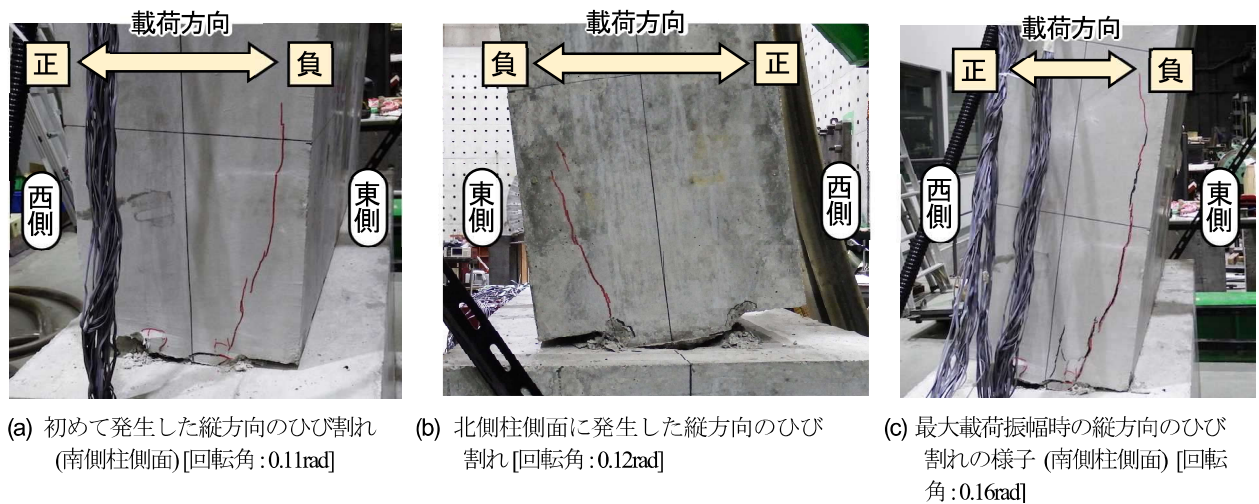 載荷方向
正
負
西側
東側
(a) 初めて発生した縦方向のひび割れ
(南側柱側面) [回転角 : 0.11rad]
載荷方向
負
正
東側
西側
(b) 北側柱側面に発生した縦方向のひび
割れ [回転角 : 0.12rad]
載荷方向
正
負
西側
東側
(c) 最大載荷振幅時の縦方向のひび
割れの様子 (南側柱側面) [回転
角 : 0.16rad]